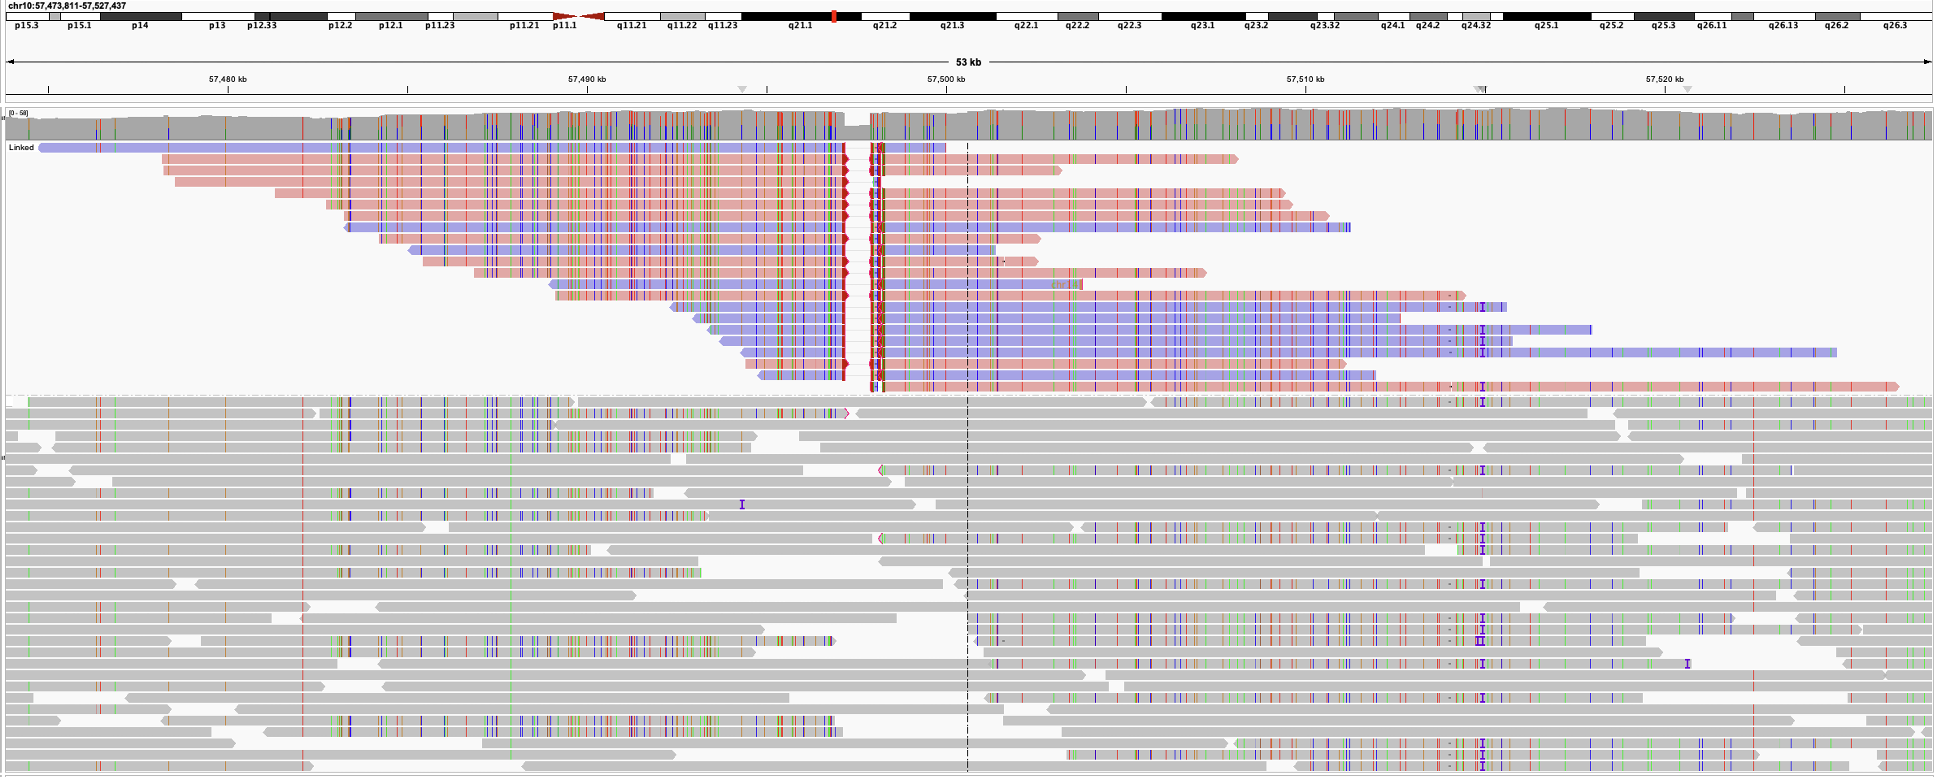 chr10:57,473,811-57,527,437
p15.3 p15.1 p14 p13 p12.33 p12.2 p12.1 p11.23 p11.21 p11.1 q11.21 q11.22 q11.23 q21.1 q21.2 q21.3 q22.1 q22.2 q22.3 q23.1 q23.2 q23.32 q24.1 q24.2 q24.32 q25.1 q25.2 q25.3 q26.11 q26.13 q26.2 q26.3
53 kb
57,480 kb 57,490 kb 57,500 kb 57,510 kb 57,520 kb
[0 - 58]
Linked